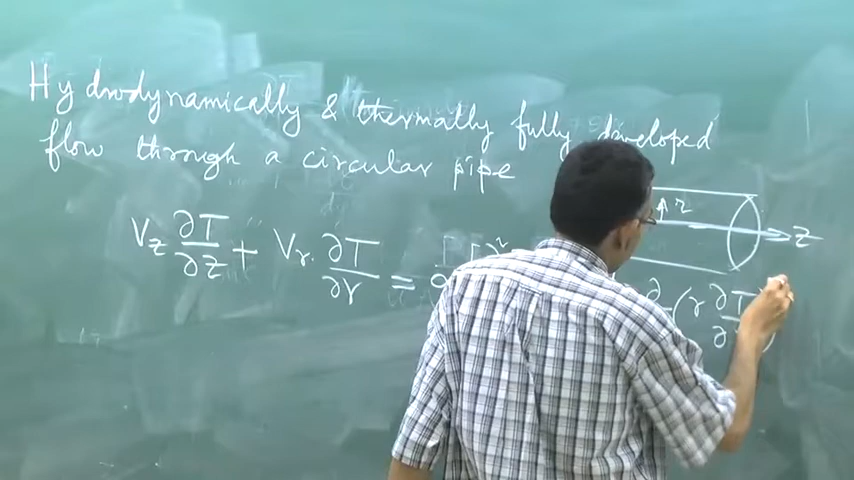 Hydrodynamically & thermally fully developed
flow through a circular pipe
r
z
V_z ∂T/∂z + V_r ∂T/∂r = ∂/∂ (r ∂T/∂